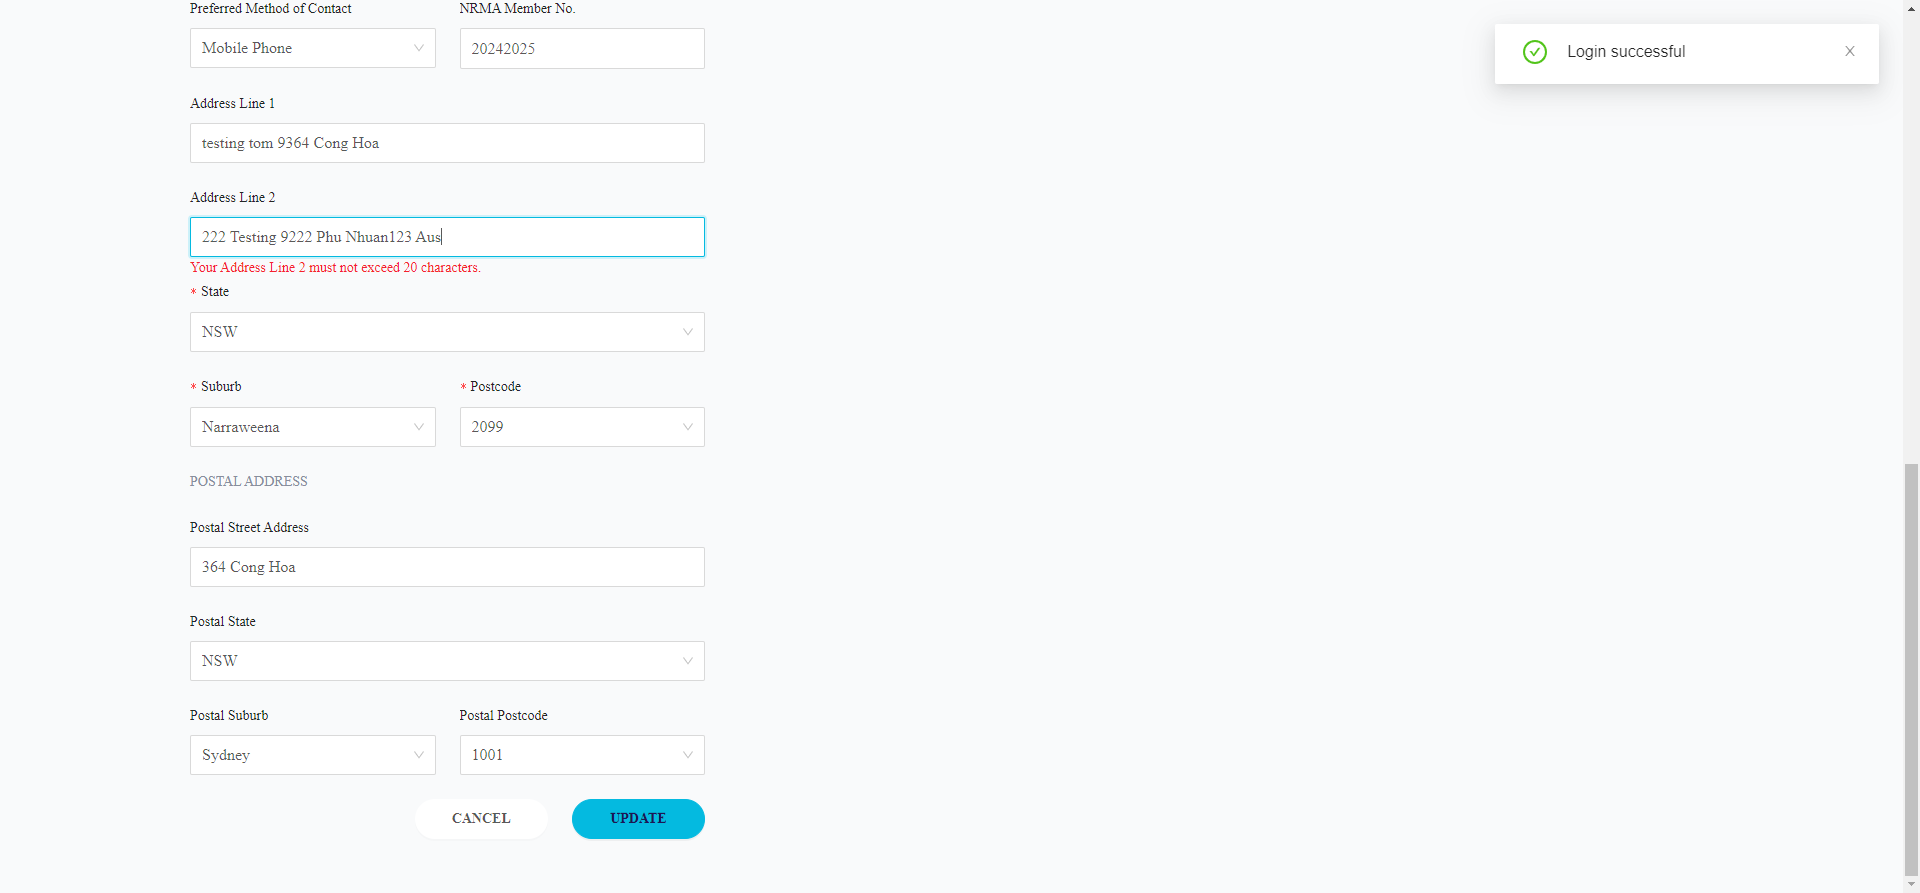 Preferred Method of Contact
NRMA Member No.
Mobile Phone
20242025
Login successful
Address Line 1
testing tom 9364 Cong Hoa
Address Line 2
222 Testing 9222 Phu Nhuan123 Aus
Your Address Line 2 must not exceed 20 characters.
* State
NSW
* Suburb
* Postcode
Narraweena
2099
POSTAL ADDRESS
Postal Street Address
364 Cong Hoa
Postal State
NSW
Postal Suburb
Postal Postcode
Sydney
1001
CANCEL
UPDATE